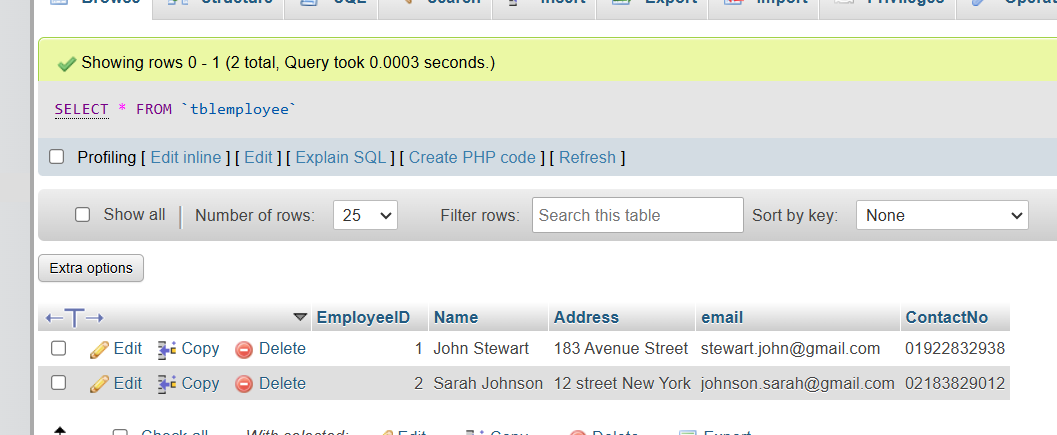 Browse Structure SQL Search Insert Export Import Privileges
Showing rows 0 - 1 (2 total, Query took 0.0003 seconds.)
SELECT * FROM `tblemployee`
Profiling [ Edit inline ] [ Edit ] [ Explain SQL ] [ Create PHP code ] [ Refresh ]
Show all Number of rows: 25 Filter rows: Search this table Sort by key: None
Extra options
EmployeeID Name Address email ContactNo
Edit Copy Delete 1 John Stewart 183 Avenue Street stewart.john@gmail.com 01922832938
Edit Copy Delete 2 Sarah Johnson 12 street New York johnson.sarah@gmail.com 02183829012
Check all With selected: Edit Copy Delete Export